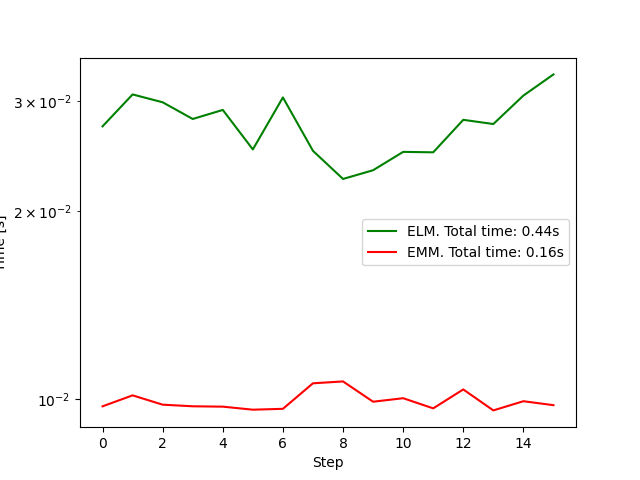 3 × 10⁻²
2 × 10⁻²
10⁻²
Time [s]
ELM. Total time: 0.44s
EMM. Total time: 0.16s
0 2 4 6 8 10 12 14
Step